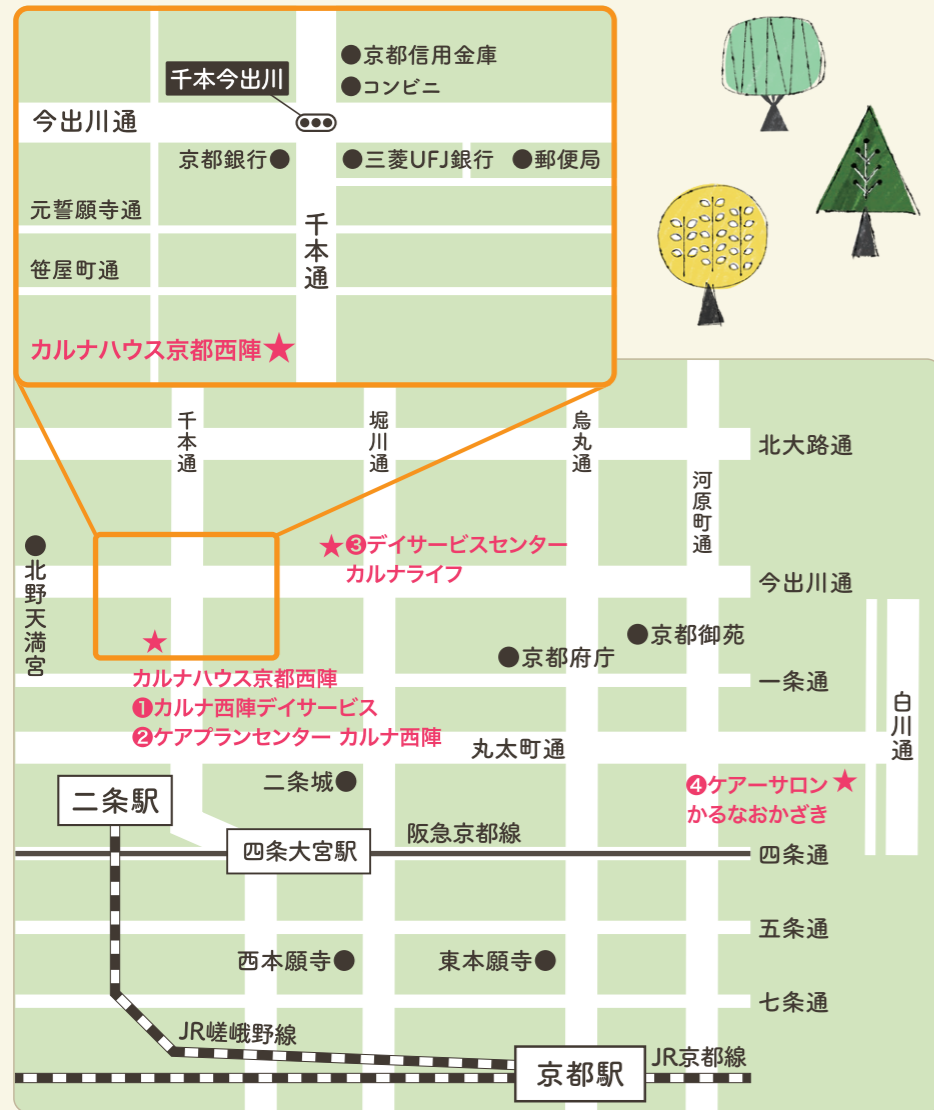 ●京都信用金庫
●コンビニ
千本今出川
今出川通
京都銀行●
●三菱UFJ銀行
●郵便局
元誓願寺通
千本通
笹屋町通
カルナハウス京都西陣★
千本通
堀川通
烏丸通
河原町通
北大路通
●北野天満宮
★❸デイサービスセンター
カルナライフ
今出川通
★
●京都府庁
●京都御苑
カルナハウス京都西陣
❶カルナ西陣デイサービス
❷ケアプランセンター カルナ西陣
一条通
白川通
丸太町通
二条駅
二条城●
❹ケアーサロン★
かるなおかざき
四条大宮駅
阪急京都線
四条通
五条通
西本願寺●
東本願寺●
七条通
JR嵯峨野線
京都駅
JR京都線